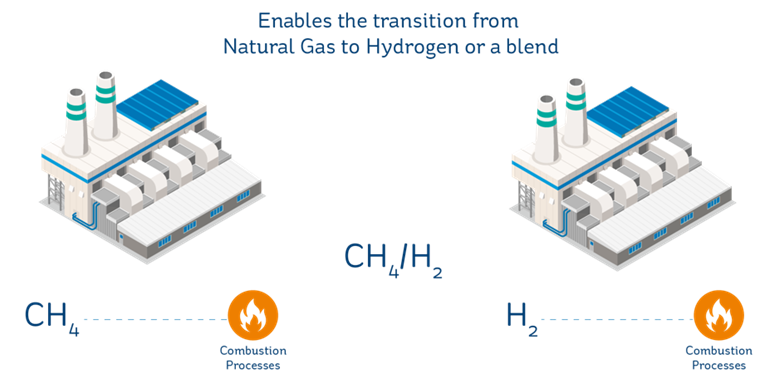 Enables the transition from
Natural Gas to Hydrogen or a blend
CH₄/H₂
CH₄
Combustion
Processes
H₂
Combustion
Processes